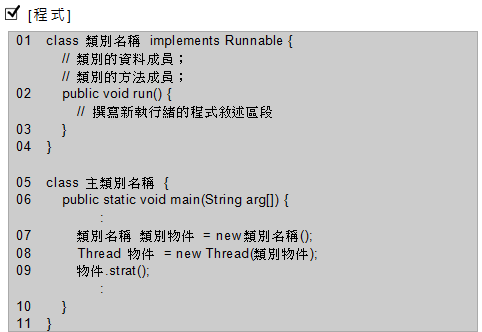 [程式]
01 class 類別名稱 implements Runnable {
// 類別的資料成員；
// 類別的方法成員；
02 public void run() {
// 撰寫新執行緒的程式敘述區段
03 }
04 }
05 class 主類別名稱 {
06 public static void main(String arg[]) {
:
07 類別名稱 類別物件 = new類別名稱();
08 Thread 物件 = new Thread(類別物件);
09 物件.strat();
:
10 }
11 }